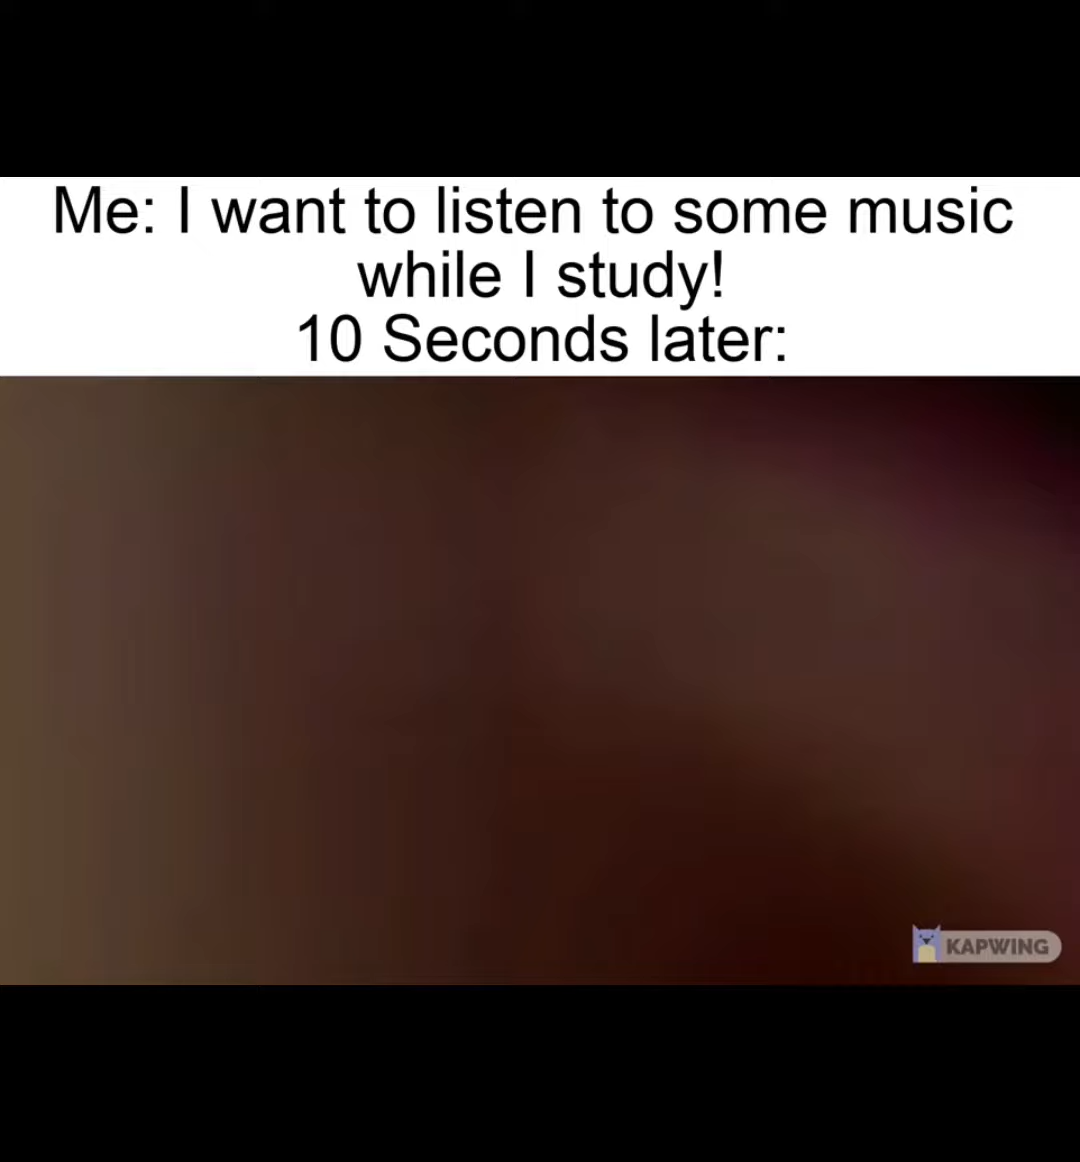 Me: I want to listen to some music
while I study!
10 Seconds later:
KAPWING